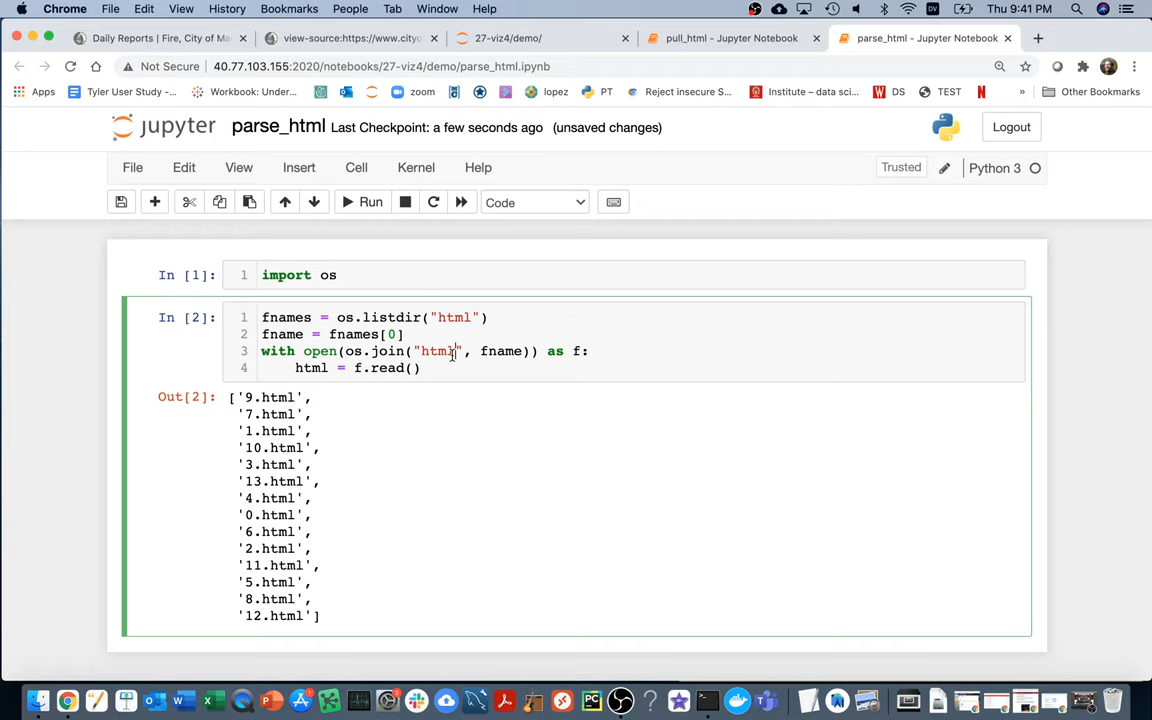 Chrome File Edit View History Bookmarks People Tab Window Help Thu 9:41 PM
Daily Reports | Fire, City of Ma view-source:https://www.cityo 27-viz4/demo/ pull_html - Jupyter Notebook parse_html - Jupyter Notebook
Not Secure 40.77.103.155:2020/notebooks/27-viz4/demo/parse_html.ipynb
Apps Tyler User Study -... Workbook: Under... zoom lopez PT Reject insecure S... Institute – data sci... DS TEST » Other Bookmarks
jupyter parse_html Last Checkpoint: a few seconds ago (unsaved changes) Logout
File Edit View Insert Cell Kernel Help Trusted Python 3
Run Code
In [1]: 1 import os
In [2]: 1 fnames = os.listdir("html")
2 fname = fnames[0]
3 with open(os.join("html", fname)) as f:
4 html = f.read()
Out[2]: ['9.html',
'7.html',
'1.html',
'10.html',
'3.html',
'13.html',
'4.html',
'0.html',
'6.html',
'2.html',
'11.html',
'5.html',
'8.html',
'12.html']